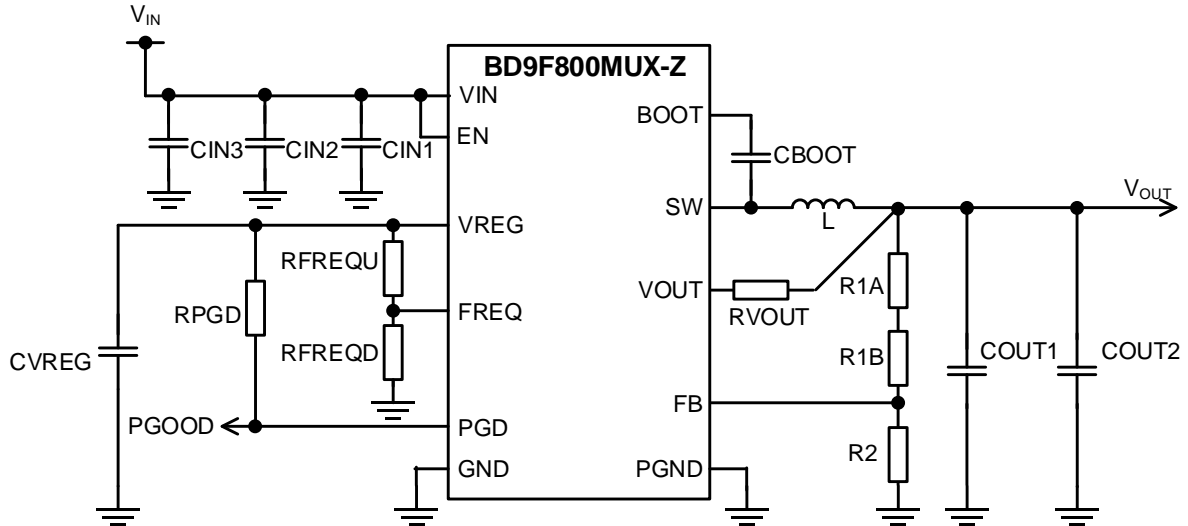 VIN
BD9F800MUX-Z
VIN
BOOT
EN
CIN3
CIN2
CIN1
CBOOT
SW
VOUT
L
VREG
RFREQU
VOUT
R1A
RPGD
FREQ
RVOUT
RFREQD
R1B
COUT1
COUT2
CVREG
FB
PGOOD
PGD
R2
GND
PGND